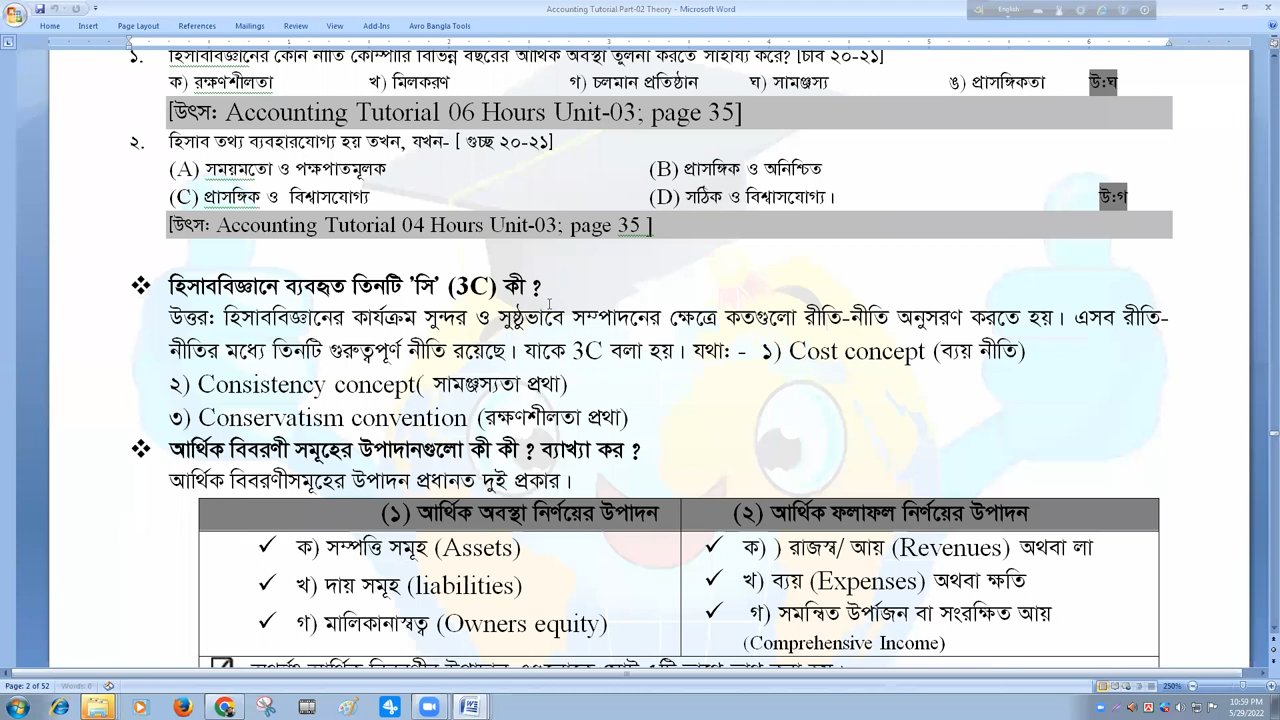 Accounting Tutorial Part-02 Theory - Microsoft Word
English
Home Insert Page Layout References Mailings Review View Add-Ins Avro Bangla Tools
১. হিসাববিজ্ঞানের কোন নীতি কোম্পানির বিভিন্ন বছরের আর্থিক অবস্থা তুলনা করতে সাহায্য করে? [চবি ২০-২১]
ক) রক্ষণশীলতা খ) মিলকরণ গ) চলমান প্রতিষ্ঠান ঘ) সামঞ্জস্য ঙ) প্রাসঙ্গিকতা উ:ঘ
[উৎস: Accounting Tutorial 06 Hours Unit-03; page 35]
২. হিসাব তথ্য ব্যবহারযোগ্য হয় তখন, যখন- [ গুচ্ছ ২০-২১]
(A) সময়মতো ও পক্ষপাতমূলক (B) প্রাসঙ্গিক ও অনিশ্চিত
(C) প্রাসঙ্গিক ও বিশ্বাসযোগ্য (D) সঠিক ও বিশ্বাসযোগ্য। উ:গ
[উৎস: Accounting Tutorial 04 Hours Unit-03; page 35 ]
❖ হিসাববিজ্ঞানে ব্যবহৃত তিনটি 'সি' (3C) কী ?
উত্তর: হিসাববিজ্ঞানের কার্যক্রম সুন্দর ও সুষ্ঠুভাবে সম্পাদনের ক্ষেত্রে কতগুলো রীতি-নীতি অনুসরণ করতে হয়। এসব রীতি-
নীতির মধ্যে তিনটি গুরুত্বপূর্ণ নীতি রয়েছে। যাকে 3C বলা হয়। যথা: - ১) Cost concept (ব্যয় নীতি)
২) Consistency concept( সামঞ্জস্যতা প্রথা)
৩) Conservatism convention (রক্ষণশীলতা প্রথা)
❖ আর্থিক বিবরণী সমূহের উপাদানগুলো কী কী ? ব্যাখ্যা কর ?
আর্থিক বিবরণীসমূহের উপাদন প্রধানত দুই প্রকার।
(১) আর্থিক অবস্থা নির্ণয়ের উপাদন (২) আর্থিক ফলাফল নির্ণয়ের উপাদন
✓ ক) সম্পত্তি সমূহ (Assets) ✓ ক) ) রাজস্ব/ আয় (Revenues) অথবা লা
✓ খ) দায় সমূহ (liabilities) ✓ খ) ব্যয় (Expenses) অথবা ক্ষতি
✓ গ) মালিকানাস্বত্ব (Owners equity) ✓ গ) সমন্বিত উর্পাজন বা সংরক্ষিত আয়
(Comprehensive Income)
Page: 2 of 52 Words: 0 250%
10:59 PM
5/29/2022